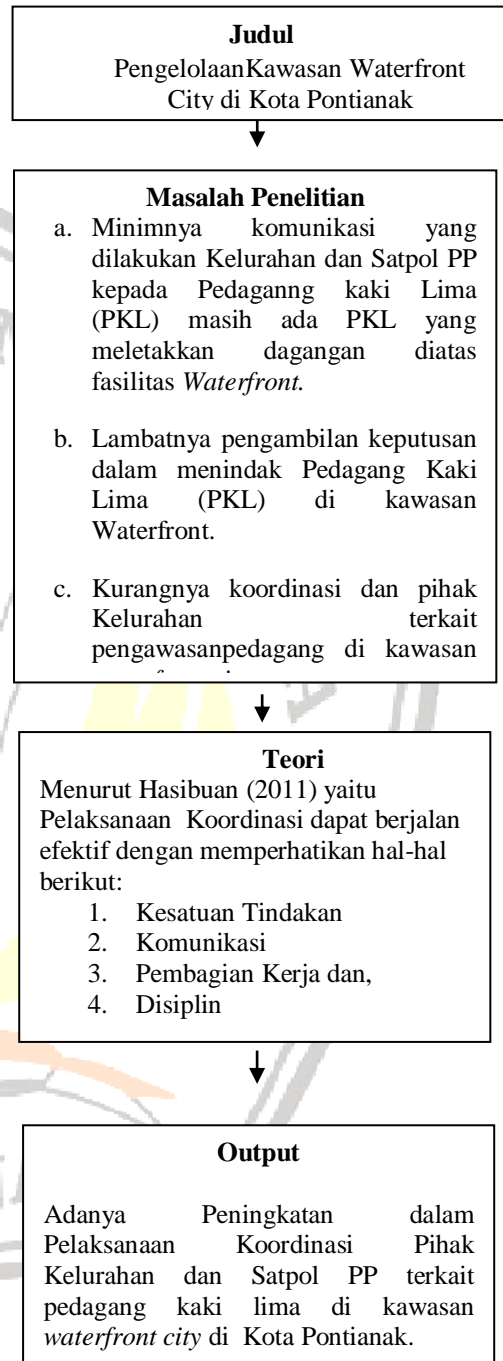 Judul
PengelolaanKawasan Waterfront
City di Kota Pontianak
Masalah Penelitian
a. Minimnya komunikasi yang
dilakukan Kelurahan dan Satpol PP
kepada Pedaganng kaki Lima
(PKL) masih ada PKL yang
meletakkan dagangan diatas
fasilitas Waterfront.
b. Lambatnya pengambilan keputusan
dalam menindak Pedagang Kaki
Lima (PKL) di kawasan
Waterfront.
c. Kurangnya koordinasi dan pihak
Kelurahan terkait
pengawasanpedagang di kawasan
Teori
Menurut Hasibuan (2011) yaitu
Pelaksanaan Koordinasi dapat berjalan
efektif dengan memperhatikan hal-hal
berikut:
1. Kesatuan Tindakan
2. Komunikasi
3. Pembagian Kerja dan,
4. Disiplin
Output
Adanya Peningkatan dalam
Pelaksanaan Koordinasi Pihak
Kelurahan dan Satpol PP terkait
pedagang kaki lima di kawasan
waterfront city di Kota Pontianak.